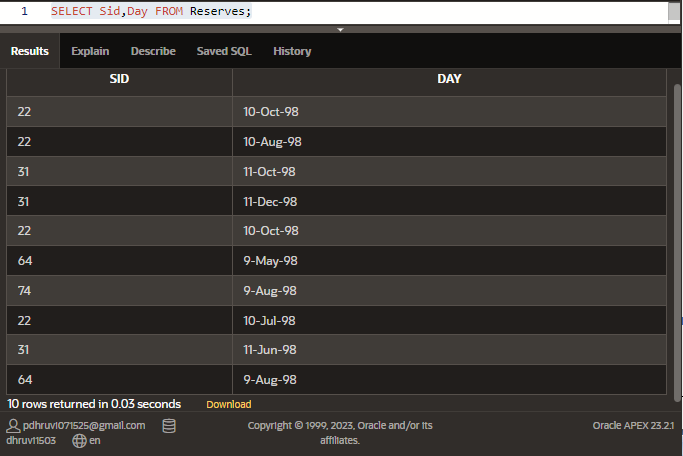 1 SELECT Sid,Day FROM Reserves;
Results Explain Describe Saved SQL History
SID DAY
22 10-Oct-98
22 10-Aug-98
31 11-Oct-98
31 11-Dec-98
22 10-Oct-98
64 9-May-98
74 9-Aug-98
22 10-Jul-98
31 11-Jun-98
64 9-Aug-98
10 rows returned in 0.03 seconds Download
pdhruvi071525@gmail.com Copyright © 1999, 2023, Oracle and/or its Oracle APEX 23.2.1
dhruvi1503 en affiliates.